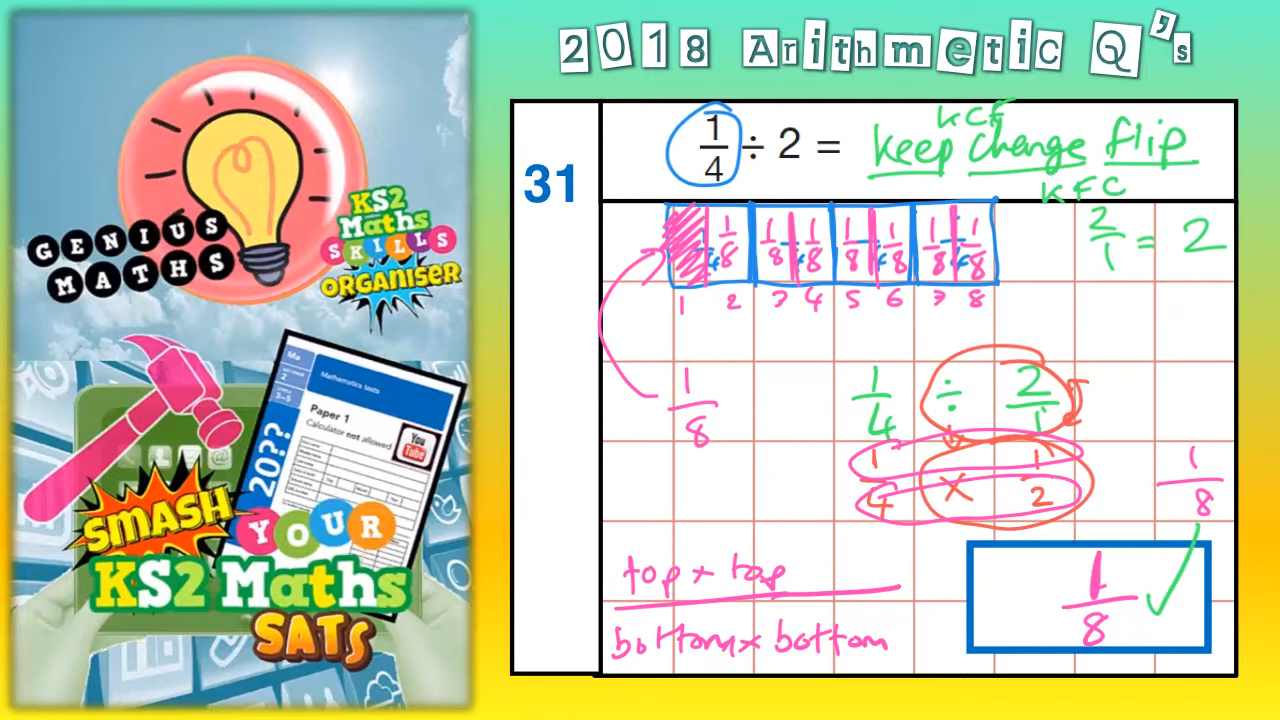 2018 Arithmetic Q's
GENIUS
MATHS
KS2
Maths
SKILLS
ORGANISER
Ma
Mathematics tests
Paper 1
Calculator not allowed
You
Tube
20??
SMASH
YOUR
KS2 Maths
SATS
31
1/4 ÷ 2 =
KCF
keep change flip
KFC
1/8 1/8 1/8 1/8 1/8 1/8 1/8
2/1 = 2
1 2 3 4 5 6 7 8
1/8
1/4 ÷ 2/1
1/4 × 1/2
1/8
top × top
bottom × bottom
1/8 ✓